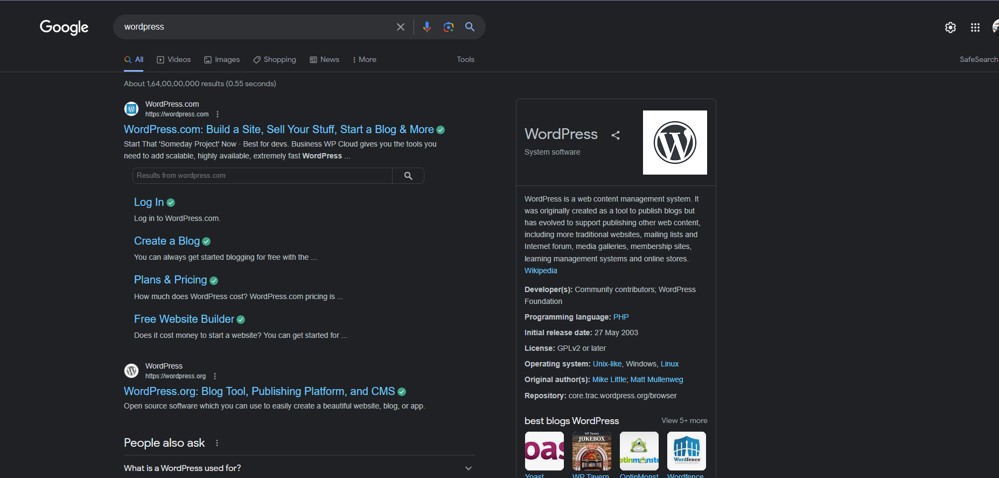 Google
wordpress
All
Videos
Images
Shopping
News
More
Tools
SafeSearch
About 1,64,00,00,000 results (0.55 seconds)
WordPress.com
https://wordpress.com
WordPress.com: Build a Site, Sell Your Stuff, Start a Blog & More
Start That 'Someday Project' Now · Best for devs. Business WP Cloud gives you the tools you
need to add scalable, highly available, extremely fast WordPress ...
Results from wordpress.com
Log In
Log in to WordPress.com.
Create a Blog
You can always get started blogging for free with the ...
Plans & Pricing
How much does WordPress cost? WordPress.com pricing is ...
Free Website Builder
Does it cost money to start a website? You can get started for ...
WordPress
https://wordpress.org
WordPress.org: Blog Tool, Publishing Platform, and CMS
Open source software which you can use to easily create a beautiful website, blog, or app.
People also ask
What is a WordPress used for?
WordPress
System software
WordPress is a web content management system. It
was originally created as a tool to publish blogs but
has evolved to support publishing other web content,
including more traditional websites, mailing lists and
Internet forum, media galleries, membership sites,
learning management systems and online stores.
Wikipedia
Developer(s): Community contributors; WordPress
Foundation
Programming language: PHP
Initial release date: 27 May 2003
License: GPLv2 or later
Operating system: Unix-like, Windows, Linux
Original author(s): Mike Little; Matt Mullenweg
Repository: core.trac.wordpress.org/browser
best blogs WordPress
View 5+ more
oas
WP Tavern
JUKEBOX
ptinmonste
Wordfence
Yoast
WP Tavern
OptinMonst
Wordfence